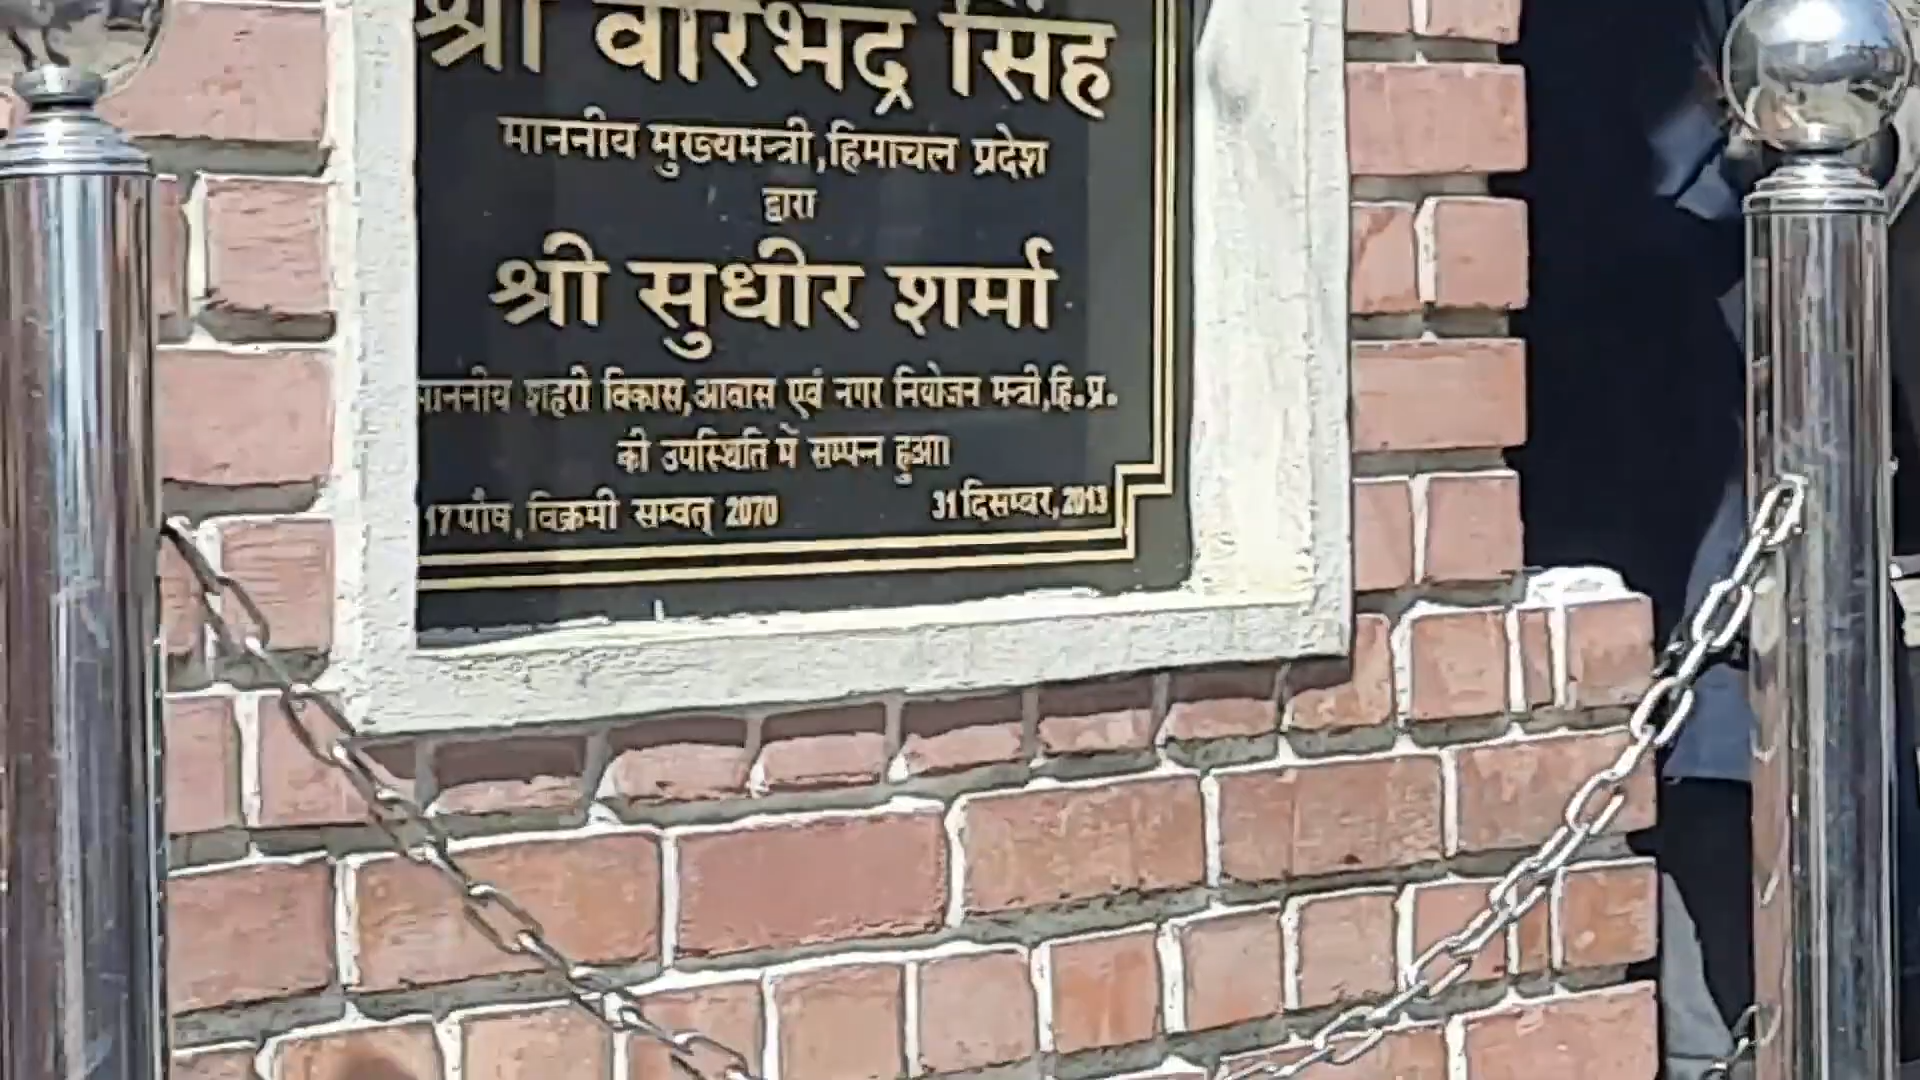 श्री वीरभद्र सिंह
माननीय मुख्यमन्त्री,हिमाचल प्रदेश
द्वारा
श्री सुधीर शर्मा
माननीय शहरी विकास,आवास एवं नगर नियोजन मन्त्री,हि.प्र.
की उपस्थिति में सम्पन्न हुआ।
17 पौष, विक्रमी सम्वत् 2070 31 दिसम्बर, 2013